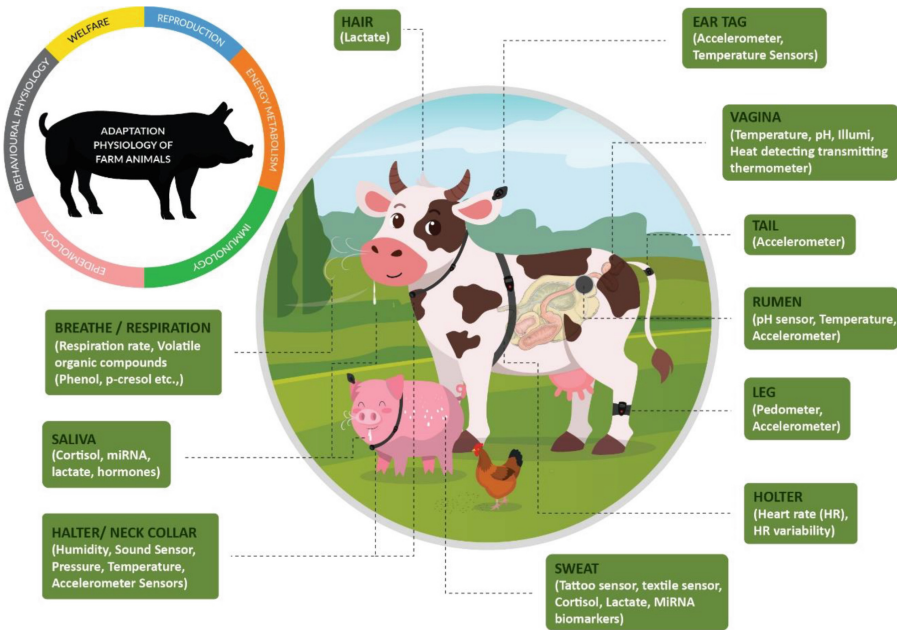 WELFARE
REPRODUCTION
ENERGY METABOLISM
IMMUNOLOGY
EPIDEMIOLOGY
BEHAVIOURAL PHYSIOLOGY
ADAPTATION
PHYSIOLOGY OF
FARM ANIMALS
HAIR
(Lactate)
EAR TAG
(Accelerometer,
Temperature Sensors)
VAGINA
(Temperature, pH, Illumi,
Heat detecting transmitting
thermometer)
TAIL
(Accelerometer)
RUMEN
(pH sensor, Temperature,
Accelerometer)
LEG
(Pedometer,
Accelerometer)
HOLTER
(Heart rate (HR),
HR variability)
BREATHE / RESPIRATION
(Respiration rate, Volatile
organic compounds
(Phenol, p-cresol etc.,)
SALIVA
(Cortisol, miRNA,
lactate, hormones)
HALTER/ NECK COLLAR
(Humidity, Sound Sensor,
Pressure, Temperature,
Accelerometer Sensors)
SWEAT
(Tattoo sensor, textile sensor,
Cortisol, Lactate, MiRNA
biomarkers)